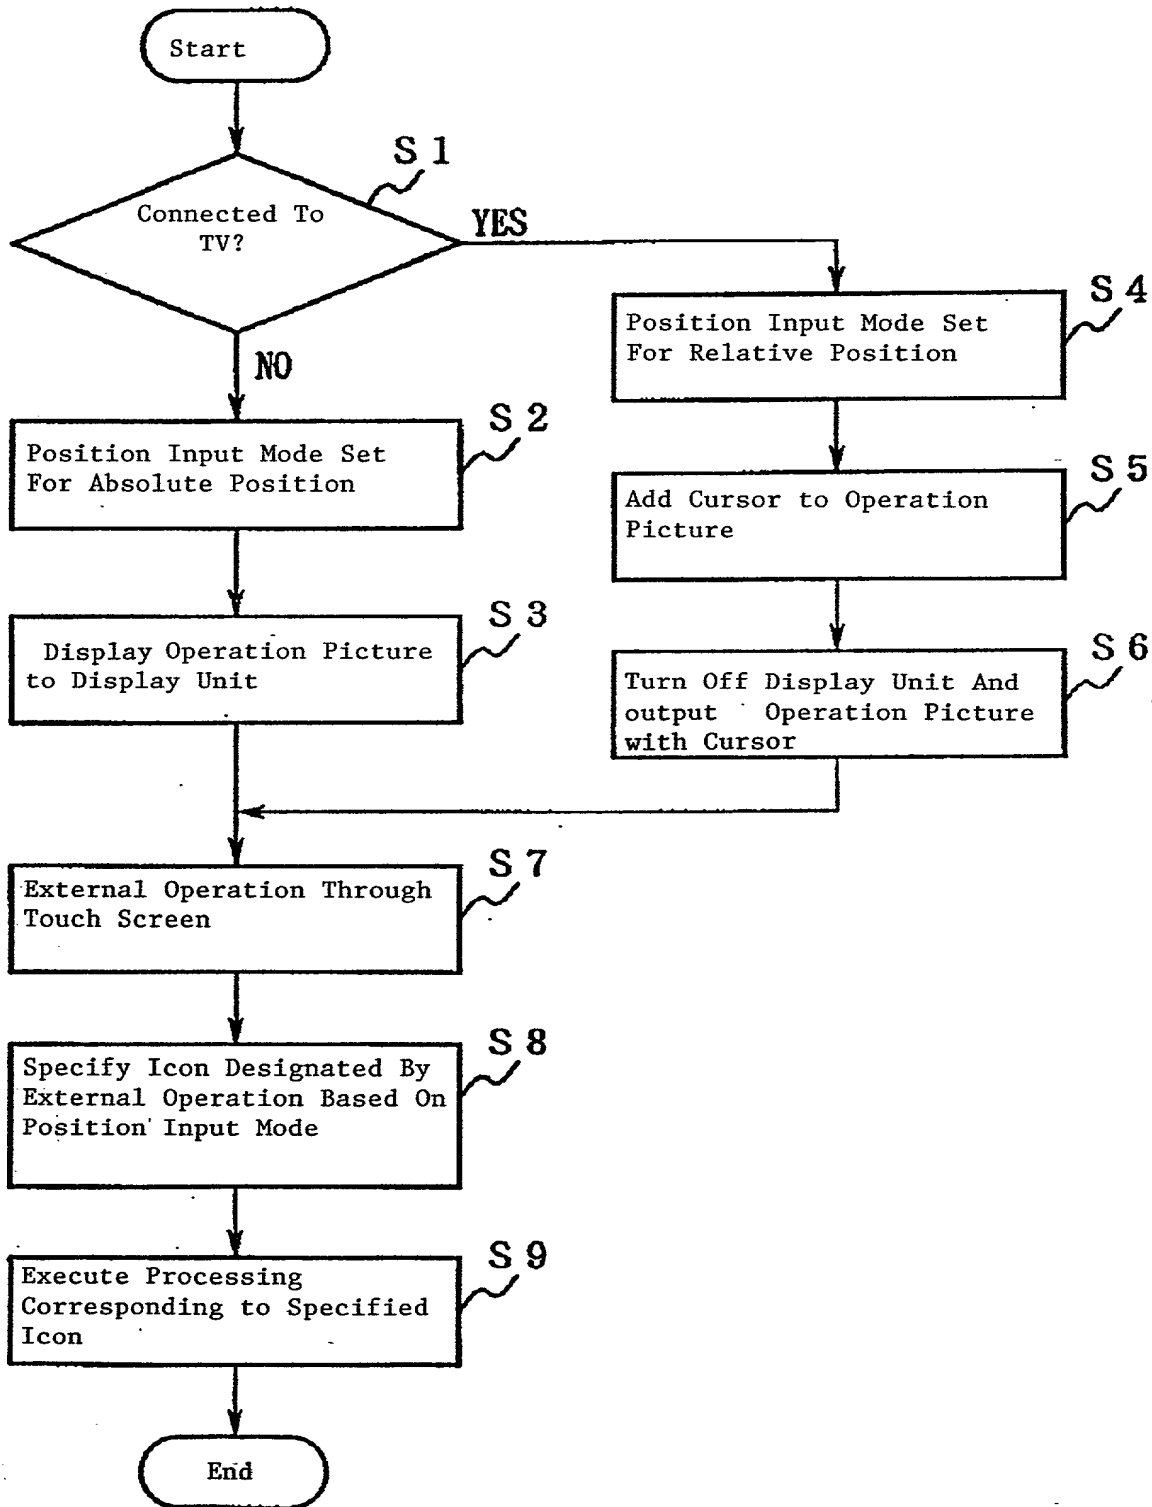 Start
S 1
Connected To
TV?
YES
NO
S 2
Position Input Mode Set
For Absolute Position
S 3
Display Operation Picture
to Display Unit
S 4
Position Input Mode Set
For Relative Position
S 5
Add Cursor to Operation
Picture
S 6
Turn Off Display Unit And
output Operation Picture
with Cursor
S 7
External Operation Through
Touch Screen
S 8
Specify Icon Designated By
External Operation Based On
Position Input Mode
S 9
Execute Processing
Corresponding to Specified
Icon
End